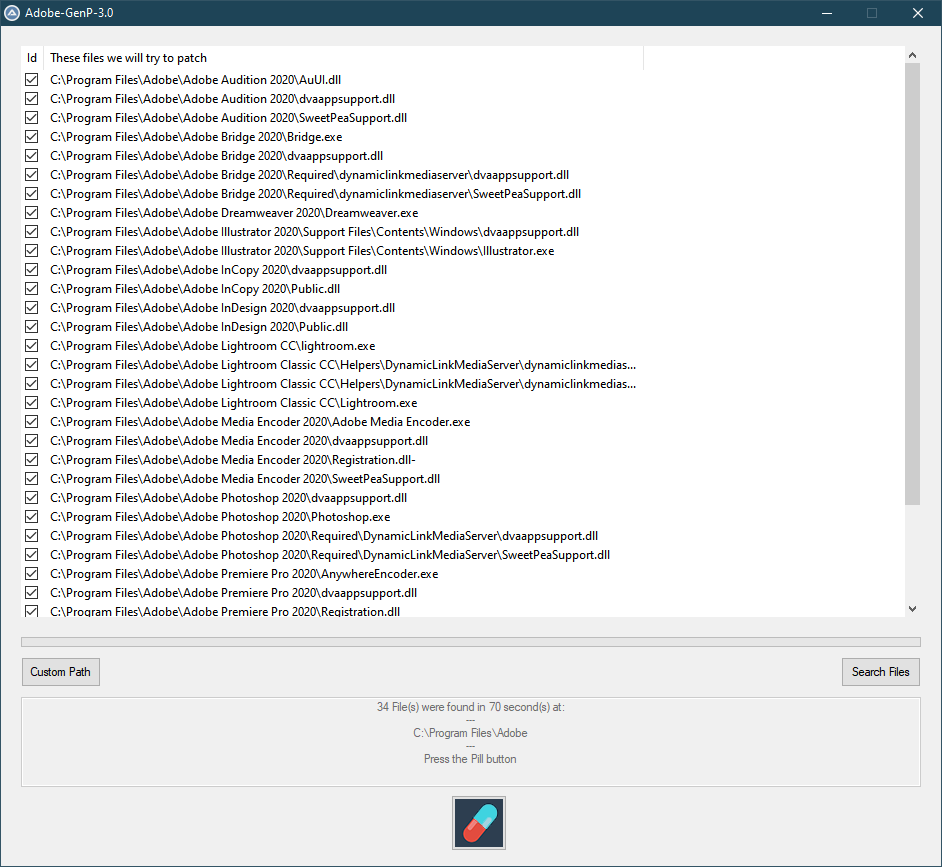 Adobe-GenP-3.0
Id These files we will try to patch
C:\Program Files\Adobe\Adobe Audition 2020\AuUI.dll
C:\Program Files\Adobe\Adobe Audition 2020\dvaappsupport.dll
C:\Program Files\Adobe\Adobe Audition 2020\SweetPeaSupport.dll
C:\Program Files\Adobe\Adobe Bridge 2020\Bridge.exe
C:\Program Files\Adobe\Adobe Bridge 2020\dvaappsupport.dll
C:\Program Files\Adobe\Adobe Bridge 2020\Required\dynamiclinkmediaserver\dvaappsupport.dll
C:\Program Files\Adobe\Adobe Bridge 2020\Required\dynamiclinkmediaserver\SweetPeaSupport.dll
C:\Program Files\Adobe\Adobe Dreamweaver 2020\Dreamweaver.exe
C:\Program Files\Adobe\Adobe Illustrator 2020\Support Files\Contents\Windows\dvaappsupport.dll
C:\Program Files\Adobe\Adobe Illustrator 2020\Support Files\Contents\Windows\Illustrator.exe
C:\Program Files\Adobe\Adobe InCopy 2020\dvaappsupport.dll
C:\Program Files\Adobe\Adobe InCopy 2020\Public.dll
C:\Program Files\Adobe\Adobe InDesign 2020\dvaappsupport.dll
C:\Program Files\Adobe\Adobe InDesign 2020\Public.dll
C:\Program Files\Adobe\Adobe Lightroom CC\lightroom.exe
C:\Program Files\Adobe\Adobe Lightroom Classic CC\Helpers\DynamicLinkMediaServer\dynamiclinkmedias...
C:\Program Files\Adobe\Adobe Lightroom Classic CC\Helpers\DynamicLinkMediaServer\dynamiclinkmedias...
C:\Program Files\Adobe\Adobe Lightroom Classic CC\Lightroom.exe
C:\Program Files\Adobe\Adobe Media Encoder 2020\Adobe Media Encoder.exe
C:\Program Files\Adobe\Adobe Media Encoder 2020\dvaappsupport.dll
C:\Program Files\Adobe\Adobe Media Encoder 2020\Registration.dll-
C:\Program Files\Adobe\Adobe Media Encoder 2020\SweetPeaSupport.dll
C:\Program Files\Adobe\Adobe Photoshop 2020\dvaappsupport.dll
C:\Program Files\Adobe\Adobe Photoshop 2020\Photoshop.exe
C:\Program Files\Adobe\Adobe Photoshop 2020\Required\DynamicLinkMediaServer\dvaappsupport.dll
C:\Program Files\Adobe\Adobe Photoshop 2020\Required\DynamicLinkMediaServer\SweetPeaSupport.dll
C:\Program Files\Adobe\Adobe Premiere Pro 2020\AnywhereEncoder.exe
C:\Program Files\Adobe\Adobe Premiere Pro 2020\dvaappsupport.dll
C:\Program Files\Adobe\Adobe Premiere Pro 2020\Registration.dll
Custom Path
Search Files
34 File(s) were found in 70 second(s) at:
---
C:\Program Files\Adobe
---
Press the Pill button